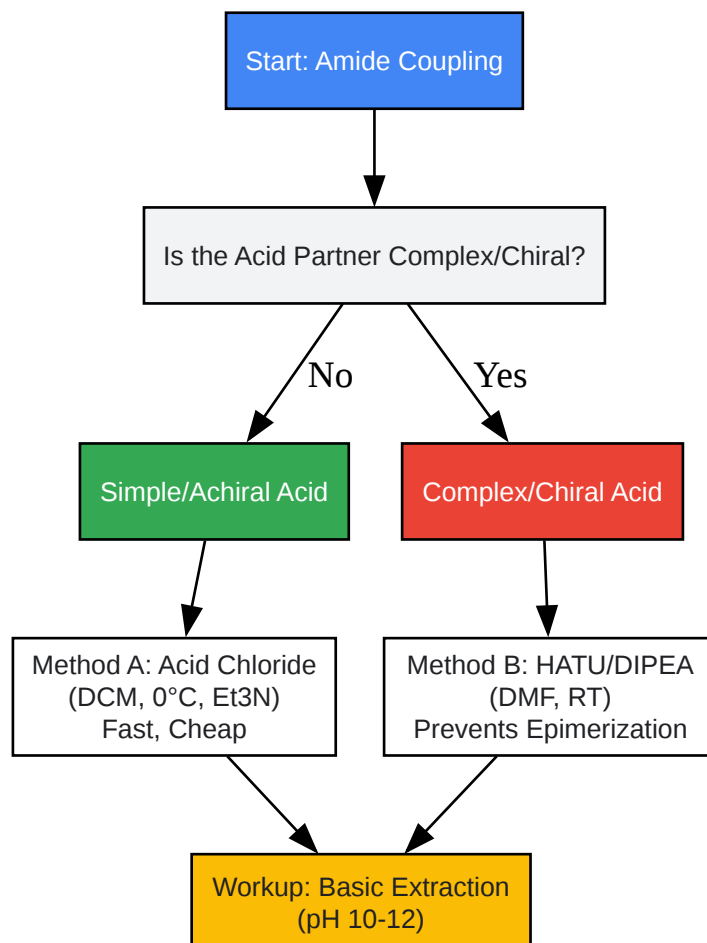 Start: Amide Coupling
Is the Acid Partner Complex/Chiral?
No
Yes
Simple/Achiral Acid
Complex/Chiral Acid
Method A: Acid Chloride
(DCM, 0°C, Et3N)
Fast, Cheap
Method B: HATU/DIPEA
(DMF, RT)
Prevents Epimerization
Workup: Basic Extraction
(pH 10-12)